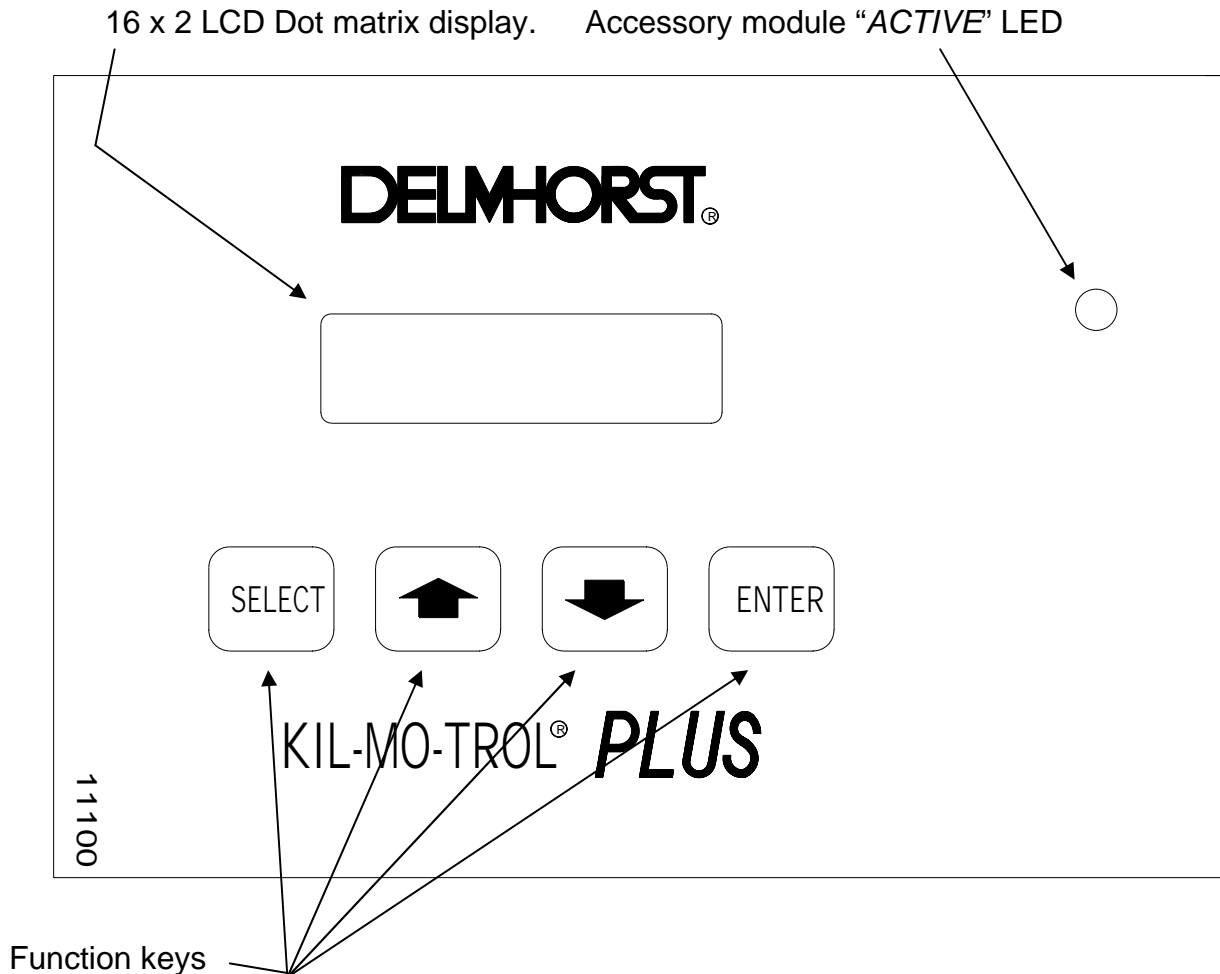 16 x 2 LCD Dot matrix display. Accessory module “ACTIVE” LED
DELMHORST®
SELECT
ENTER
KIL-MO-TROL® PLUS
11100
Function keys